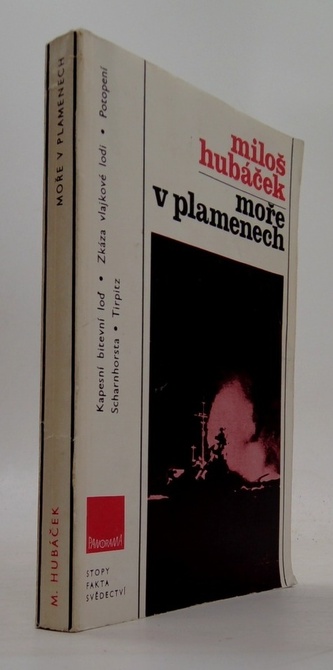 MOŘE V PLAMENECH
M. HUBÁČEK
Kapesní bitevní loď • Zkáza vlajkové lodi • Potopení
Scharnhorsta • Tirpitz
PANORAMA
STOPY
FAKTA
SVĚDECTVÍ
miloš
hubáček
moře
v plamenech